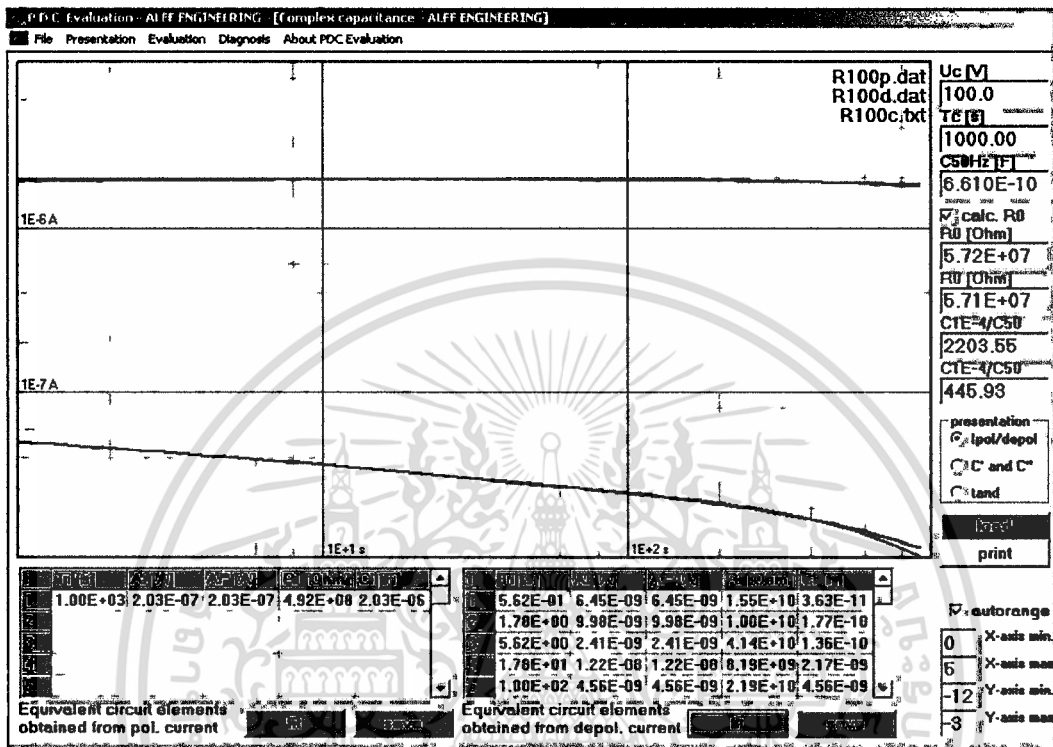 P D C Evaluation - ALFF ENGINEERING - [Complex capacitance - ALFF ENGINEERING]
File Presentation Evaluation Diagnosis About PDC Evaluation
R100p.dat
R100d.dat
R100c.txt
1E-6A
1E-7A
1E+1 s
1E+2 s
Uc [V]
100.0
Tc [s]
1000.00
C50Hz [F]
6.610E-10
calc. R0
R0 [Ohm]
5.72E+07
R0 [Ohm]
5.71E+07
C1E-4/C50
2203.55
C1E-4/C50
445.93
presentation
Ipol/depol
C' and C"
tand
load
print
1.00E+03 2.03E-07 2.03E-07 4.92E+08 2.03E-06
5.62E-01 6.45E-09 6.45E-09 1.55E+10 3.63E-11
1.78E+00 9.98E-09 9.98E-09 1.00E+10 1.77E-10
5.62E+00 2.41E-09 2.41E-09 4.14E+10 1.36E-10
1.78E+01 1.22E-08 1.22E-08 8.19E+09 2.17E-09
1.00E+02 4.56E-09 4.56E-09 2.19E+10 4.56E-09
Equivalent circuit elements
obtained from pol. current
Equivalent circuit elements
obtained from depol. current
autorange
0 X-axis min.
5 X-axis max
-12 Y-axis min.
-3 Y-axis max